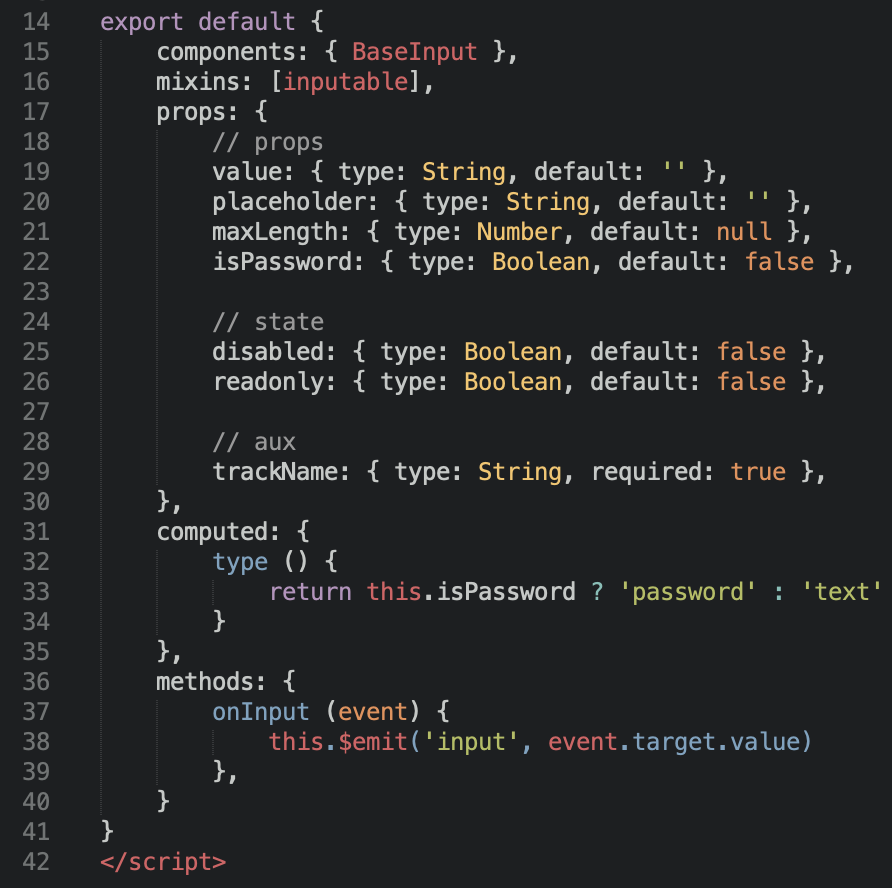 14 export default {
15 components: { BaseInput },
16 mixins: [inputable],
17 props: {
18 // props
19 value: { type: String, default: '' },
20 placeholder: { type: String, default: '' },
21 maxLength: { type: Number, default: null },
22 isPassword: { type: Boolean, default: false },
23
24 // state
25 disabled: { type: Boolean, default: false },
26 readonly: { type: Boolean, default: false },
27
28 // aux
29 trackName: { type: String, required: true },
30 },
31 computed: {
32 type () {
33 return this.isPassword ? 'password' : 'text'
34 }
35 },
36 methods: {
37 onInput (event) {
38 this.$emit('input', event.target.value)
39 },
40 }
41 }
42 </script>